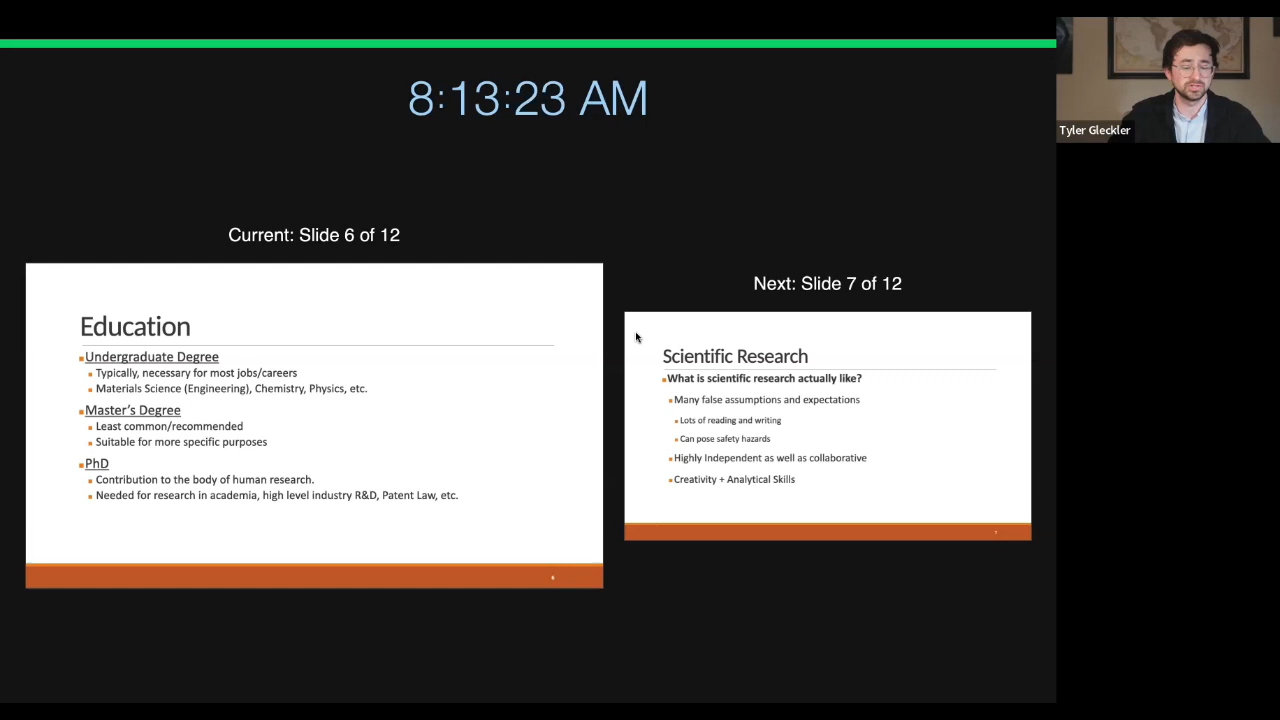 8:13:23 AM
Tyler Gleckler
Current: Slide 6 of 12
Education
Undergraduate Degree
Typically, necessary for most jobs/careers
Materials Science (Engineering), Chemistry, Physics, etc.
Master's Degree
Least common/recommended
Suitable for more specific purposes
PhD
Contribution to the body of human research.
Needed for research in academia, high level industry R&D, Patent Law, etc.
6
Next: Slide 7 of 12
Scientific Research
What is scientific research actually like?
Many false assumptions and expectations
Lots of reading and writing
Can pose safety hazards
Highly Independent as well as collaborative
Creativity + Analytical Skills
7